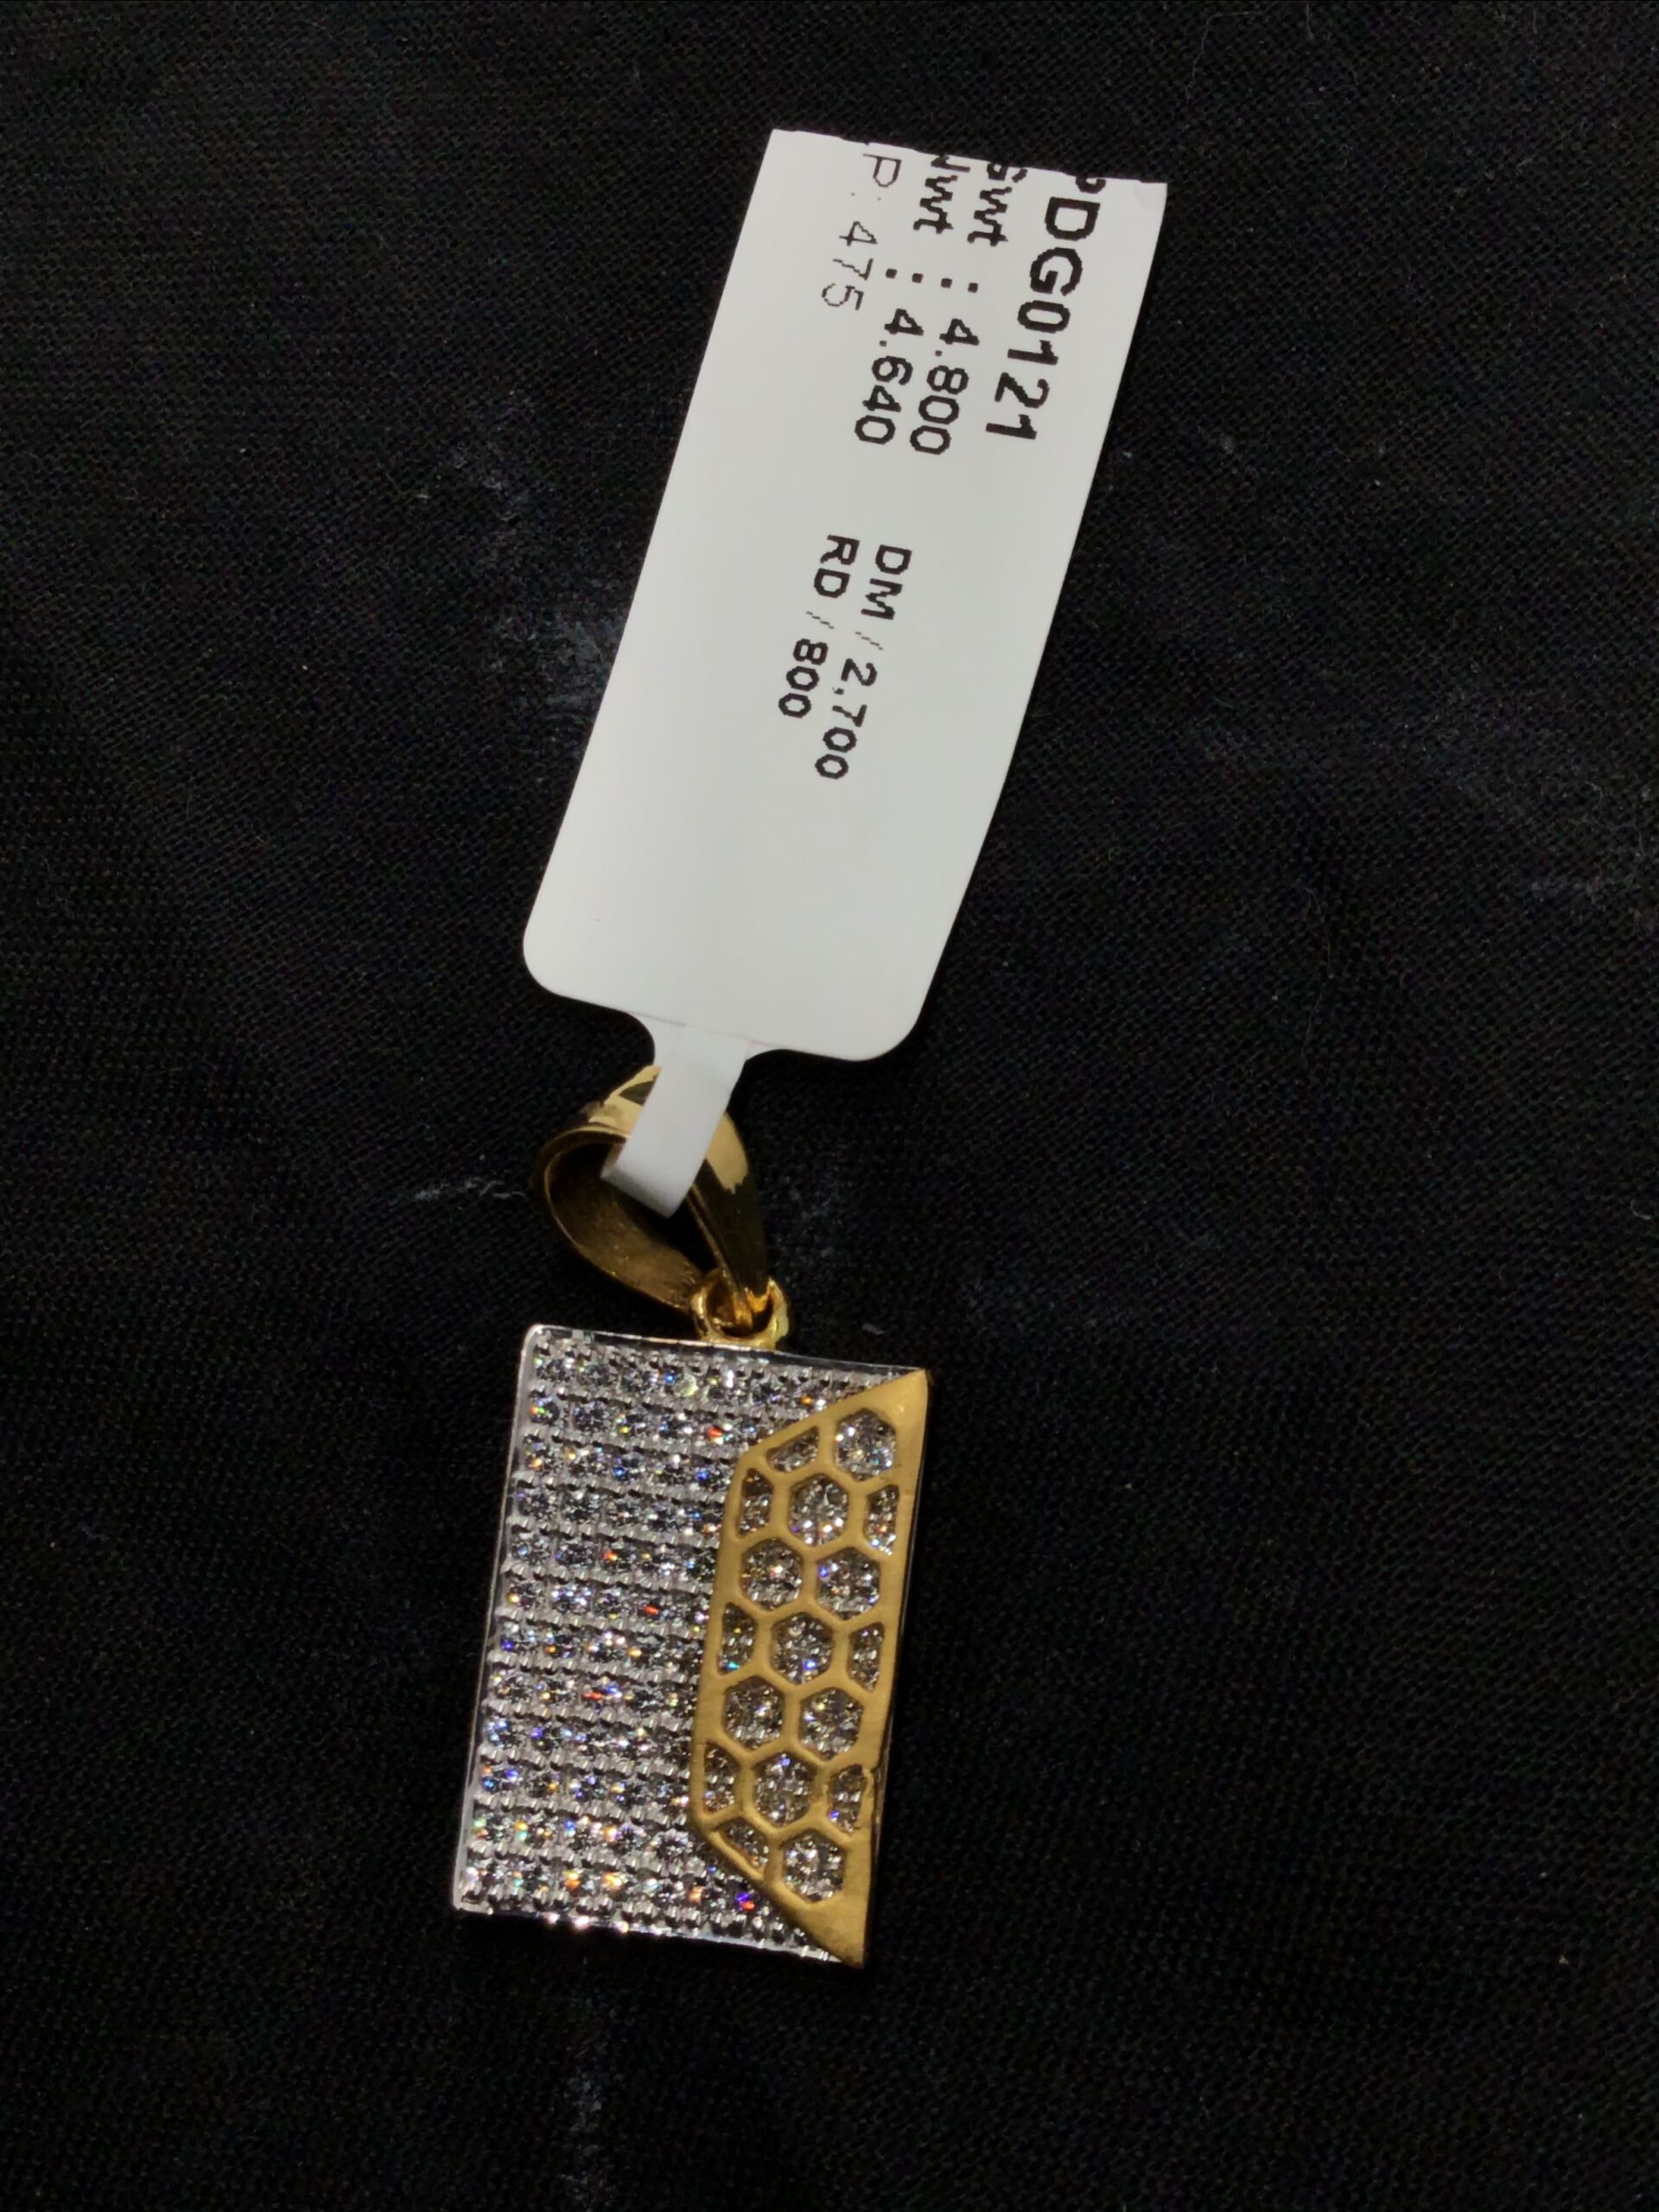 PDG0121
Gwt : 4.800
Nwt : 4.640
P: 475
DM // 2,700
RD // 800